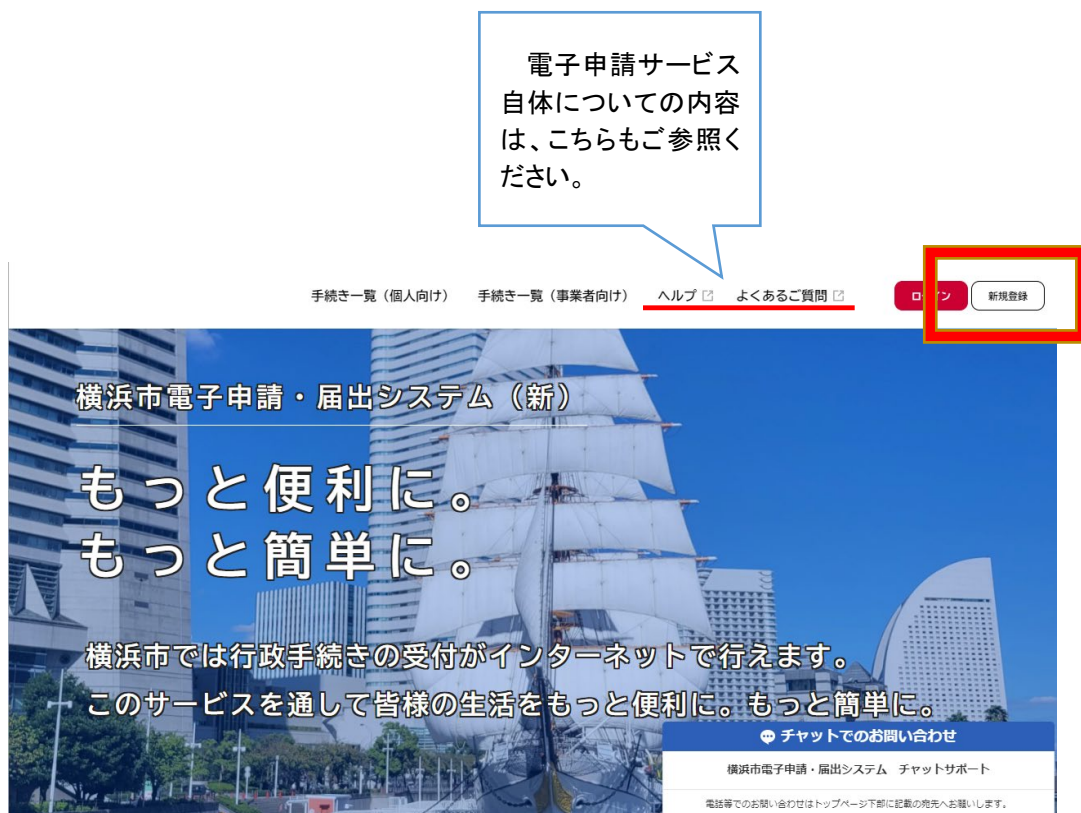 電子申請サービス
自体についての内容
は、こちらもご参照く
ださい。
手続き一覧（個人向け） 手続き一覧（事業者向け） ヘルプ よくあるご質問 ログイン 新規登録
横浜市電子申請・届出システム（新）
もっと便利に。
もっと簡単に。
横浜市では行政手続きの受付がインターネットで行えます。
このサービスを通して皆様の生活をもっと便利に。もっと簡単に。
チャットでのお問い合わせ
横浜市電子申請・届出システム　チャットサポート
電話等でのお問い合わせはトップページ下部に記載の宛先へお願いします。